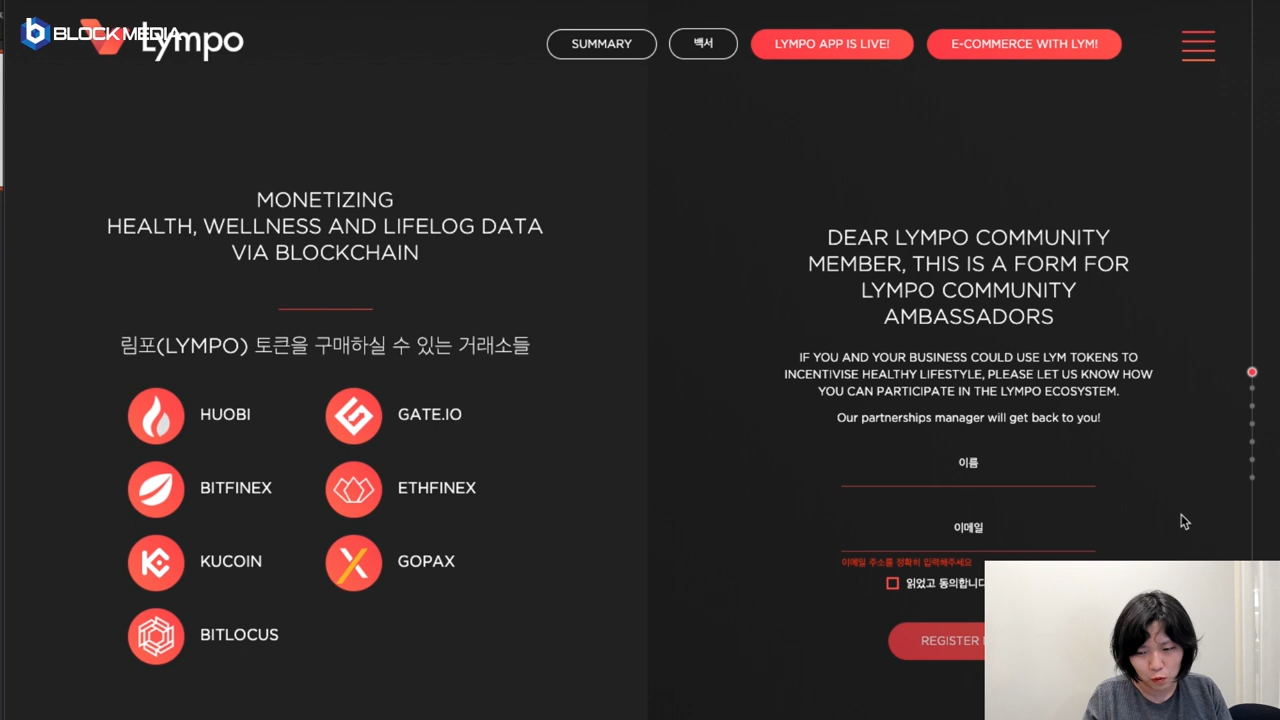 BLOCK MEDIA
Lympo
SUMMARY
백서
LYMPO APP IS LIVE!
E-COMMERCE WITH LYM!
MONETIZING
HEALTH, WELLNESS AND LIFELOG DATA
VIA BLOCKCHAIN
림포(LYMPO) 토큰을 구매하실 수 있는 거래소들
HUOBI
GATE.IO
BITFINEX
ETHFINEX
KUCOIN
GOPAX
BITLOCUS
DEAR LYMPO COMMUNITY
MEMBER, THIS IS A FORM FOR
LYMPO COMMUNITY
AMBASSADORS
IF YOU AND YOUR BUSINESS COULD USE LYM TOKENS TO
INCENTIVISE HEALTHY LIFESTYLE, PLEASE LET US KNOW HOW
YOU CAN PARTICIPATE IN THE LYMPO ECOSYSTEM.
Our partnerships manager will get back to you!
이름
이메일
이메일 주소를 정확히 입력해주세요
읽었고 동의합니다
REGISTER